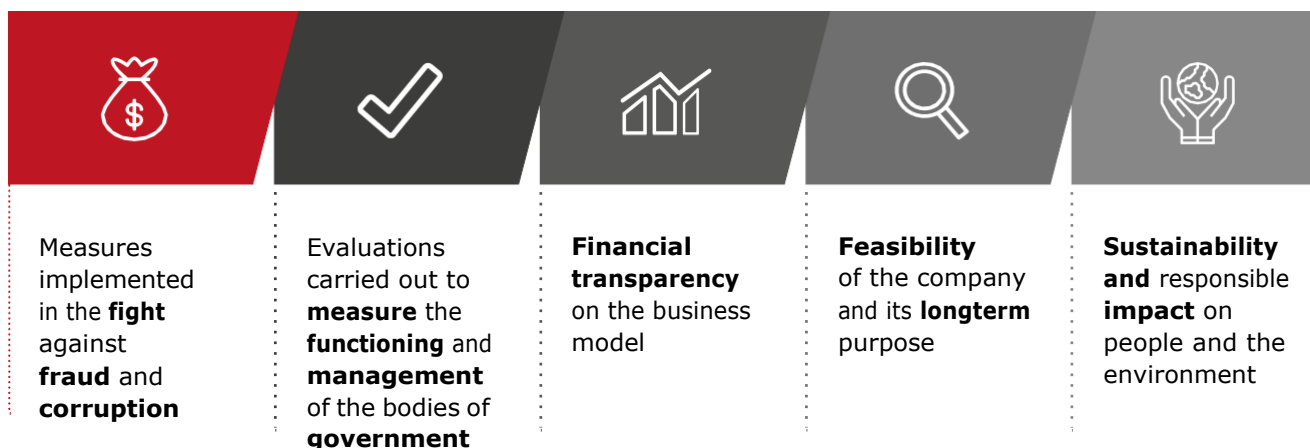 $
Measures
implemented
in the fight
against
fraud and
corruption
Evaluations
carried out to
measure the
functioning and
management
of the bodies of
government
Financial
transparency
on the business
model
Feasibility
of the company
and its longterm
purpose
Sustainability
and responsible
impact on
people and the
environment